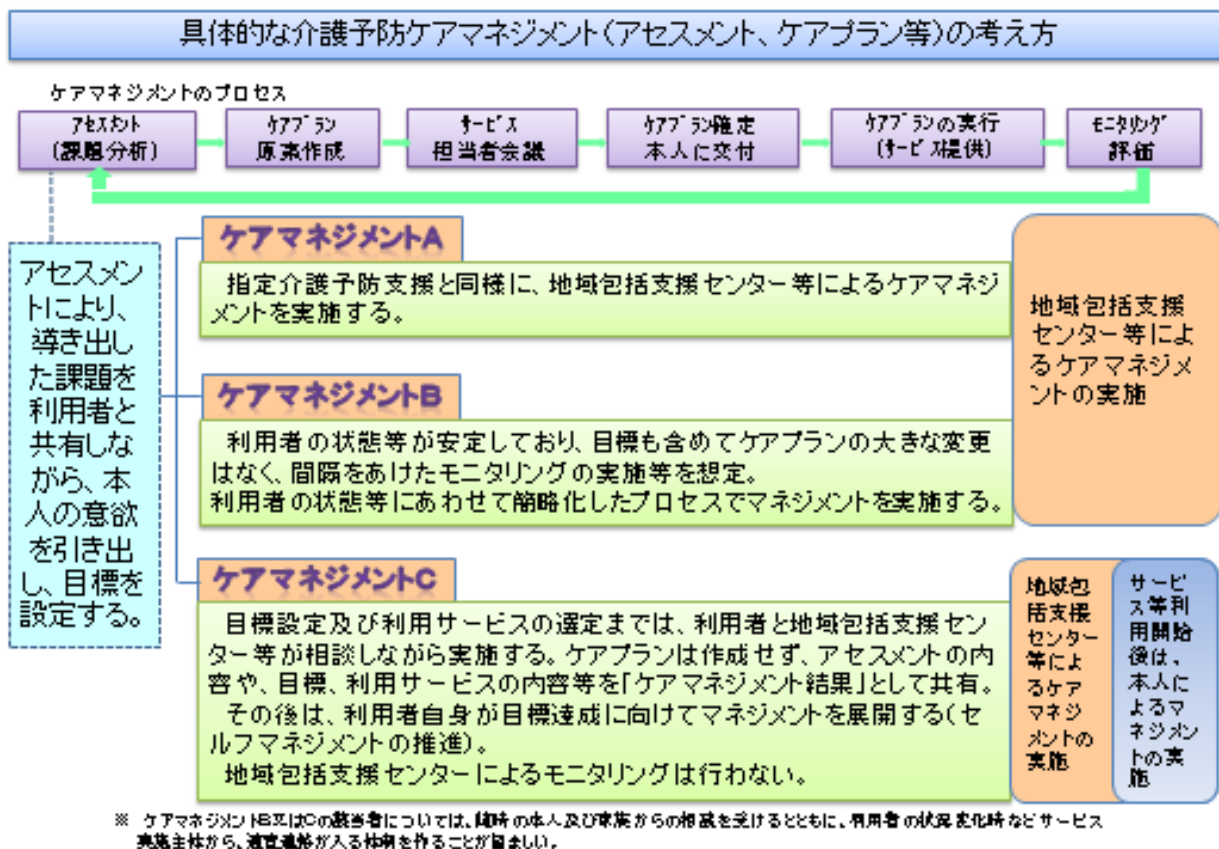 具体的な介護予防ケアマネジメント(アセスメント、ケアプラン等)の考え方
ケアマネジメントのプロセス
アセスメント
(課題分析)
ケアプラン
原案作成
サービス
担当者会議
ケアプラン確定
本人に交付
ケアプランの実行
(サービス提供)
モニタリング
評価
アセスメン
トにより、
導き出し
た課題を
利用者と
共有しな
がら、本
人の意欲
を引き出
し、目標を
設定する。
ケアマネジメントA
指定介護予防支援と同様に、地域包括支援センター等によるケアマネジ
メントを実施する。
ケアマネジメントB
利用者の状態等が安定しており、目標も含めてケアプランの大きな変更
はなく、間隔をあけたモニタリングの実施等を想定。
利用者の状態等にあわせて簡略化したプロセスでマネジメントを実施する。
地域包括支援
センター等によ
るケアマネジメ
ントの実施
ケアマネジメントC
目標設定及び利用サービスの選定までは、利用者と地域包括支援セン
ター等が相談しながら実施する。ケアプランは作成せず、アセスメントの内
容や、目標、利用サービスの内容等を「ケアマネジメント結果」として共有。
その後は、利用者自身が目標達成に向けてマネジメントを展開する(セ
ルフマネジメントの推進)。
地域包括支援センターによるモニタリングは行わない。
地域包
括支援
センター
等によ
るケア
マネジ
メントの
実施
サービ
ス等利
用開始
後は、
本人に
よるマ
ネジメン
トの実
施
※ ケアマネジメントB又はCの該当者については、随時の本人及び家族からの相談を受けるとともに、利用者の状況変化時などサービス
実施主体から、適宜連絡が入る体制を作ることが望ましい。